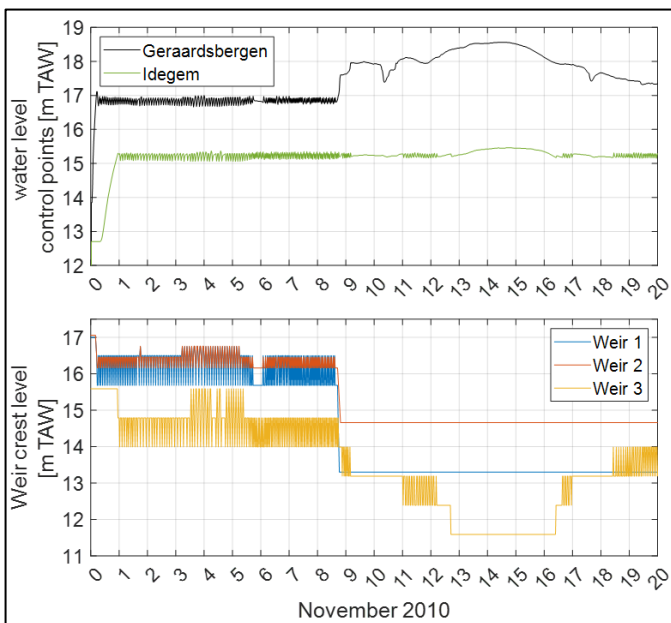 19
18
17
16
15
14
13
12
water level
control points [m TAW]
Geraardsbergen
Idegem
0 1 2 3 4 5 6 7 8 9 10 11 12 13 14 15 16 17 18 19 20
17
16
15
14
13
12
11
Weir crest level
[m TAW]
Weir 1
Weir 2
Weir 3
0 1 2 3 4 5 6 7 8 9 10 11 12 13 14 15 16 17 18 19 20
November 2010